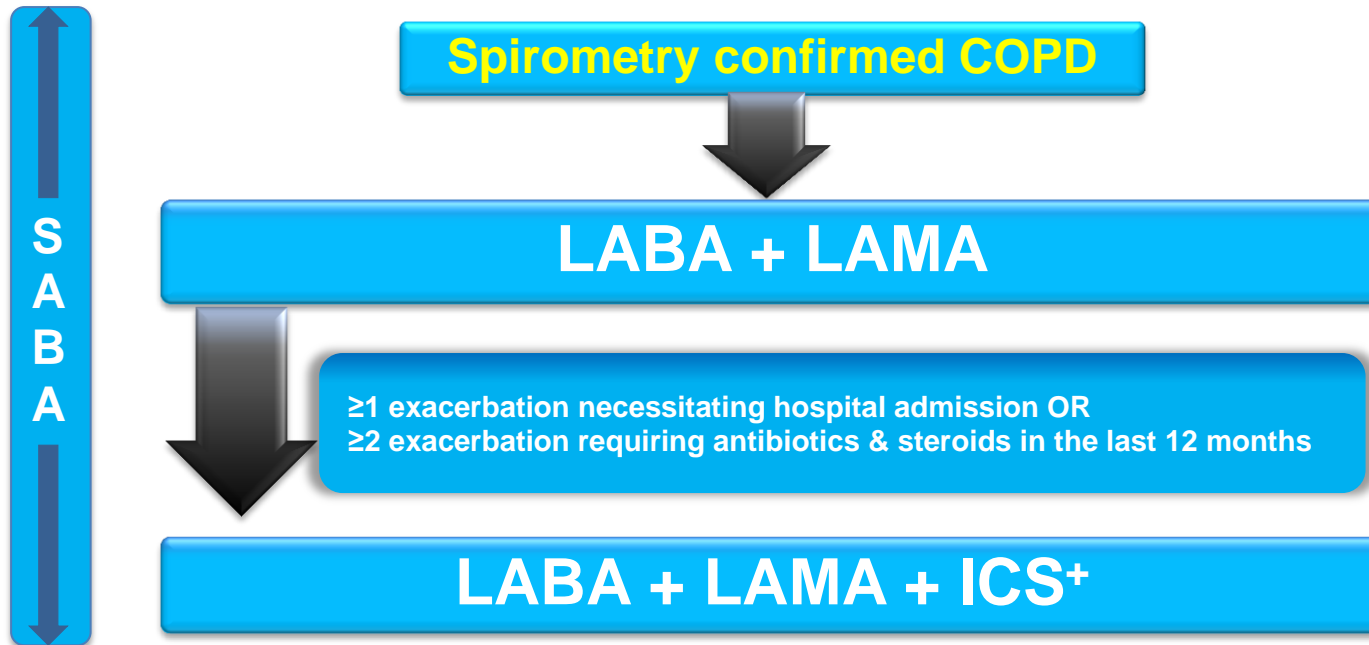 Spirometry confirmed COPD
S
A
B
A
LABA + LAMA
≥1 exacerbation necessitating hospital admission OR
≥2 exacerbation requiring antibiotics & steroids in the last 12 months
LABA + LAMA + ICS⁺